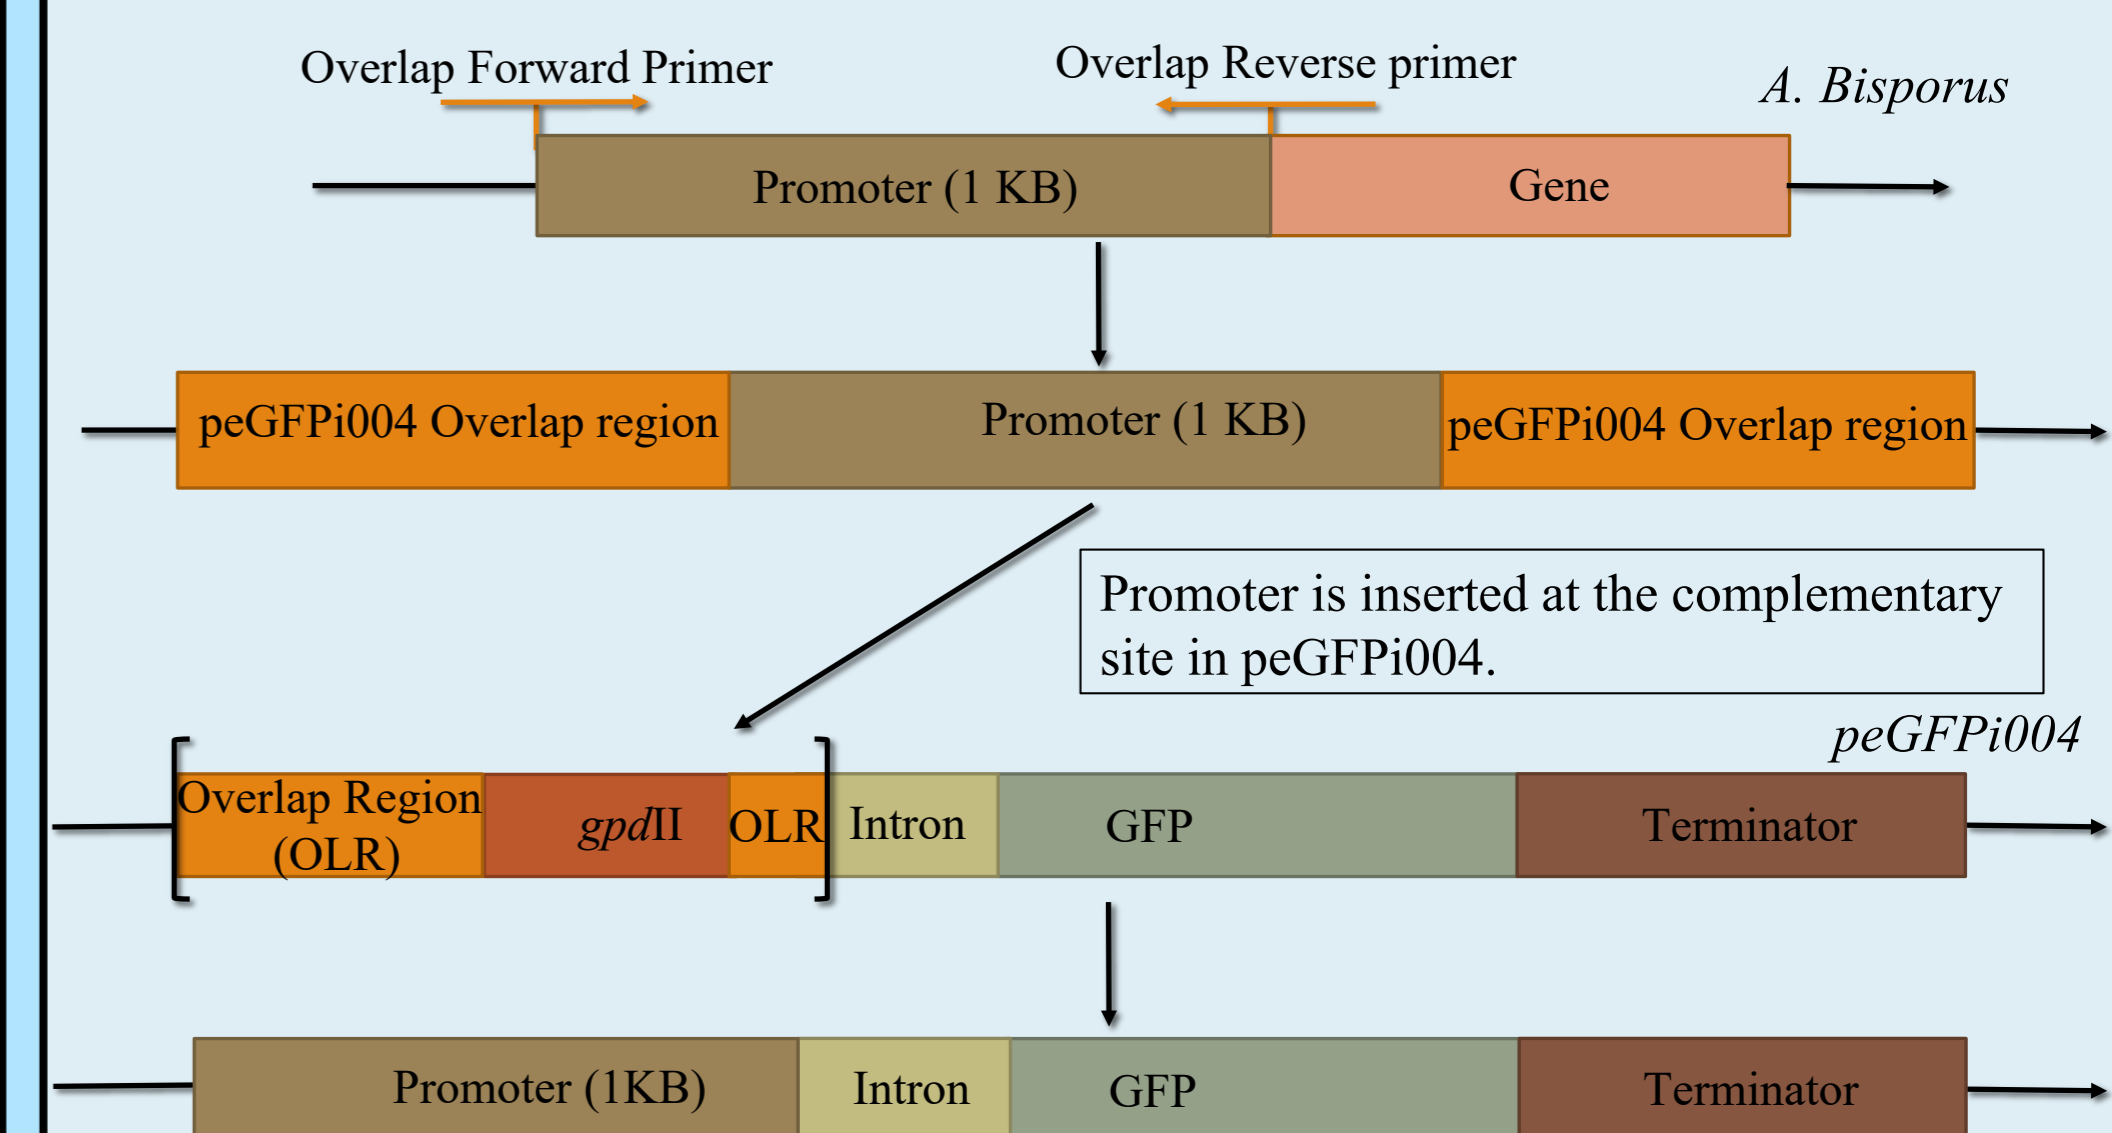 Overlap Forward Primer
Overlap Reverse primer
A. Bisporus
Promoter (1 KB)
Gene
peGFPi004 Overlap region
Promoter (1 KB)
peGFPi004 Overlap region
Promoter is inserted at the complementary
site in peGFPi004.
peGFPi004
Overlap Region
(OLR)
gpdII
OLR
Intron
GFP
Terminator
Promoter (1KB)
Intron
GFP
Terminator